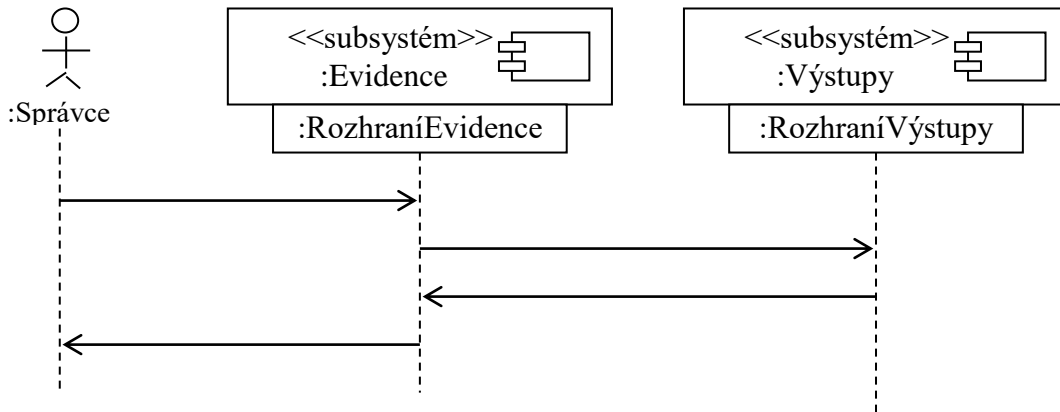 <<subsystém>>
:Evidence
<<subsystém>>
:Výstupy
:Správce
:RozhraníEvidence
:RozhraníVýstupy